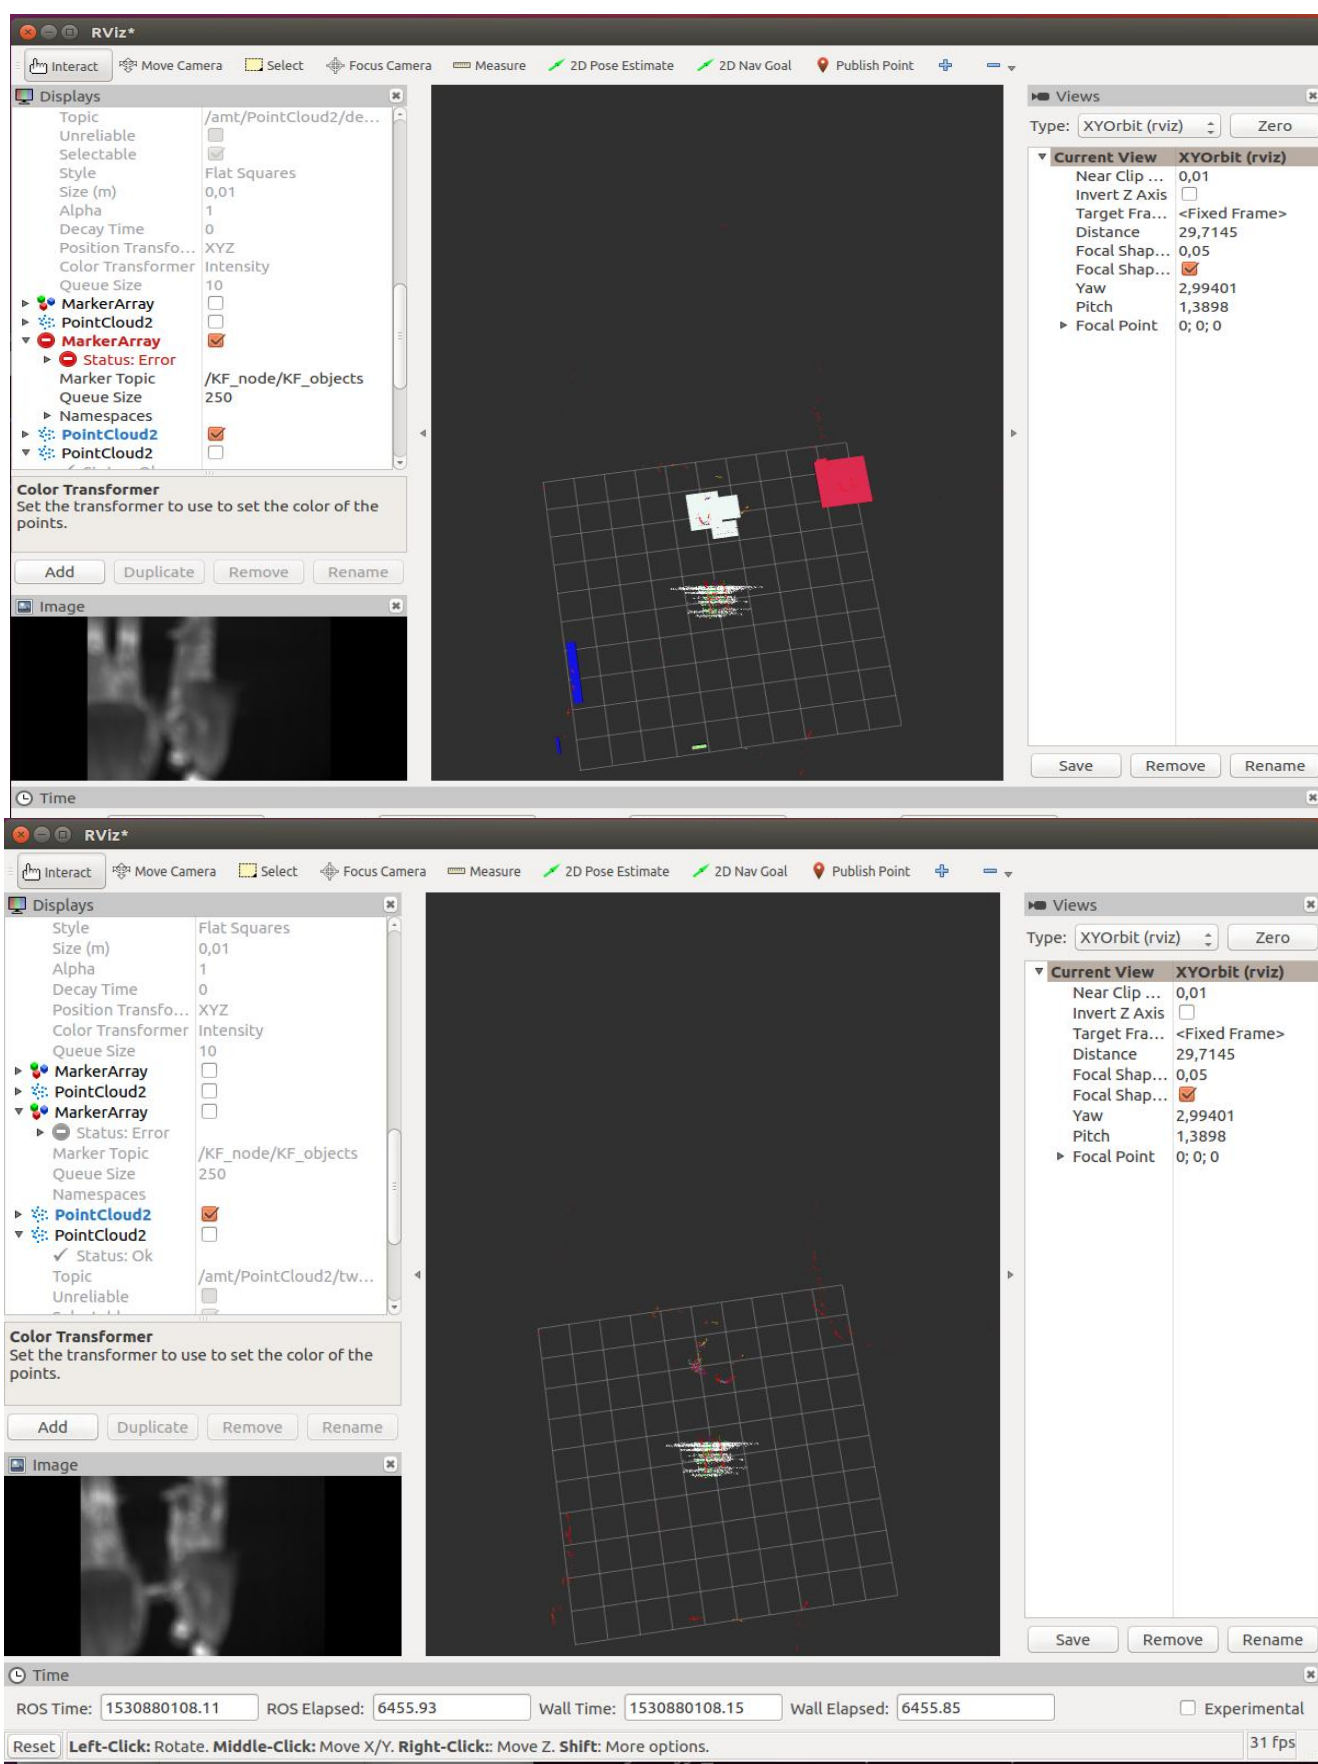 RViz*
Interact Move Camera Select Focus Camera Measure 2D Pose Estimate 2D Nav Goal Publish Point
Displays
Topic /amt/PointCloud2/de...
Unreliable
Selectable
Style Flat Squares
Size (m) 0,01
Alpha 1
Decay Time 0
Position Transfo... XYZ
Color Transformer Intensity
Queue Size 10
MarkerArray
PointCloud2
MarkerArray
Status: Error
Marker Topic /KF_node/KF_objects
Queue Size 250
Namespaces
PointCloud2
PointCloud2
Color Transformer
Set the transformer to use to set the color of the
points.
Add Duplicate Remove Rename
Image
Views
Type: XYOrbit (rviz) Zero
Current View XYOrbit (rviz)
Near Clip ... 0,01
Invert Z Axis
Target Fra... <Fixed Frame>
Distance 29,7145
Focal Shap... 0,05
Focal Shap...
Yaw 2,99401
Pitch 1,3898
Focal Point 0; 0; 0
Save Remove Rename
Time
RViz*
Interact Move Camera Select Focus Camera Measure 2D Pose Estimate 2D Nav Goal Publish Point
Displays
Style Flat Squares
Size (m) 0,01
Alpha 1
Decay Time 0
Position Transfo... XYZ
Color Transformer Intensity
Queue Size 10
MarkerArray
PointCloud2
MarkerArray
Status: Error
Marker Topic /KF_node/KF_objects
Queue Size 250
Namespaces
PointCloud2
PointCloud2
Status: Ok
Topic /amt/PointCloud2/tw...
Unreliable
Color Transformer
Set the transformer to use to set the color of the
points.
Add Duplicate Remove Rename
Image
Views
Type: XYOrbit (rviz) Zero
Current View XYOrbit (rviz)
Near Clip ... 0,01
Invert Z Axis
Target Fra... <Fixed Frame>
Distance 29,7145
Focal Shap... 0,05
Focal Shap...
Yaw 2,99401
Pitch 1,3898
Focal Point 0; 0; 0
Save Remove Rename
Time
ROS Time: 1530880108.11 ROS Elapsed: 6455.93 Wall Time: 1530880108.15 Wall Elapsed: 6455.85 Experimental
Reset Left-Click: Rotate. Middle-Click: Move X/Y. Right-Click:: Move Z. Shift: More options. 31 fps